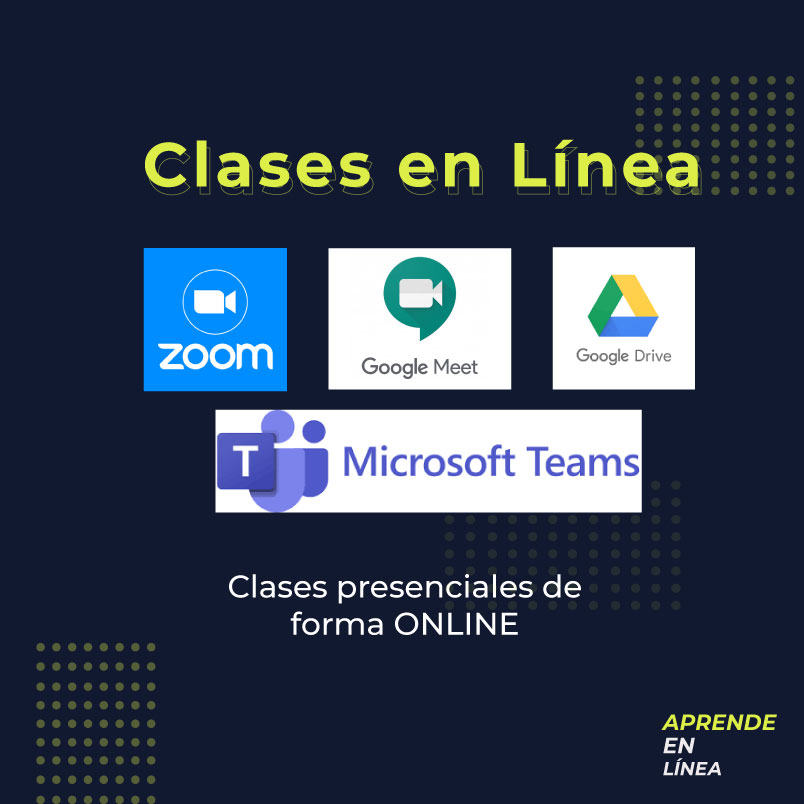 Clases en Línea
zoom
Google Meet
Google Drive
T
Microsoft Teams
Clases presenciales de
forma ONLINE
APRENDE
EN
LÍNEA